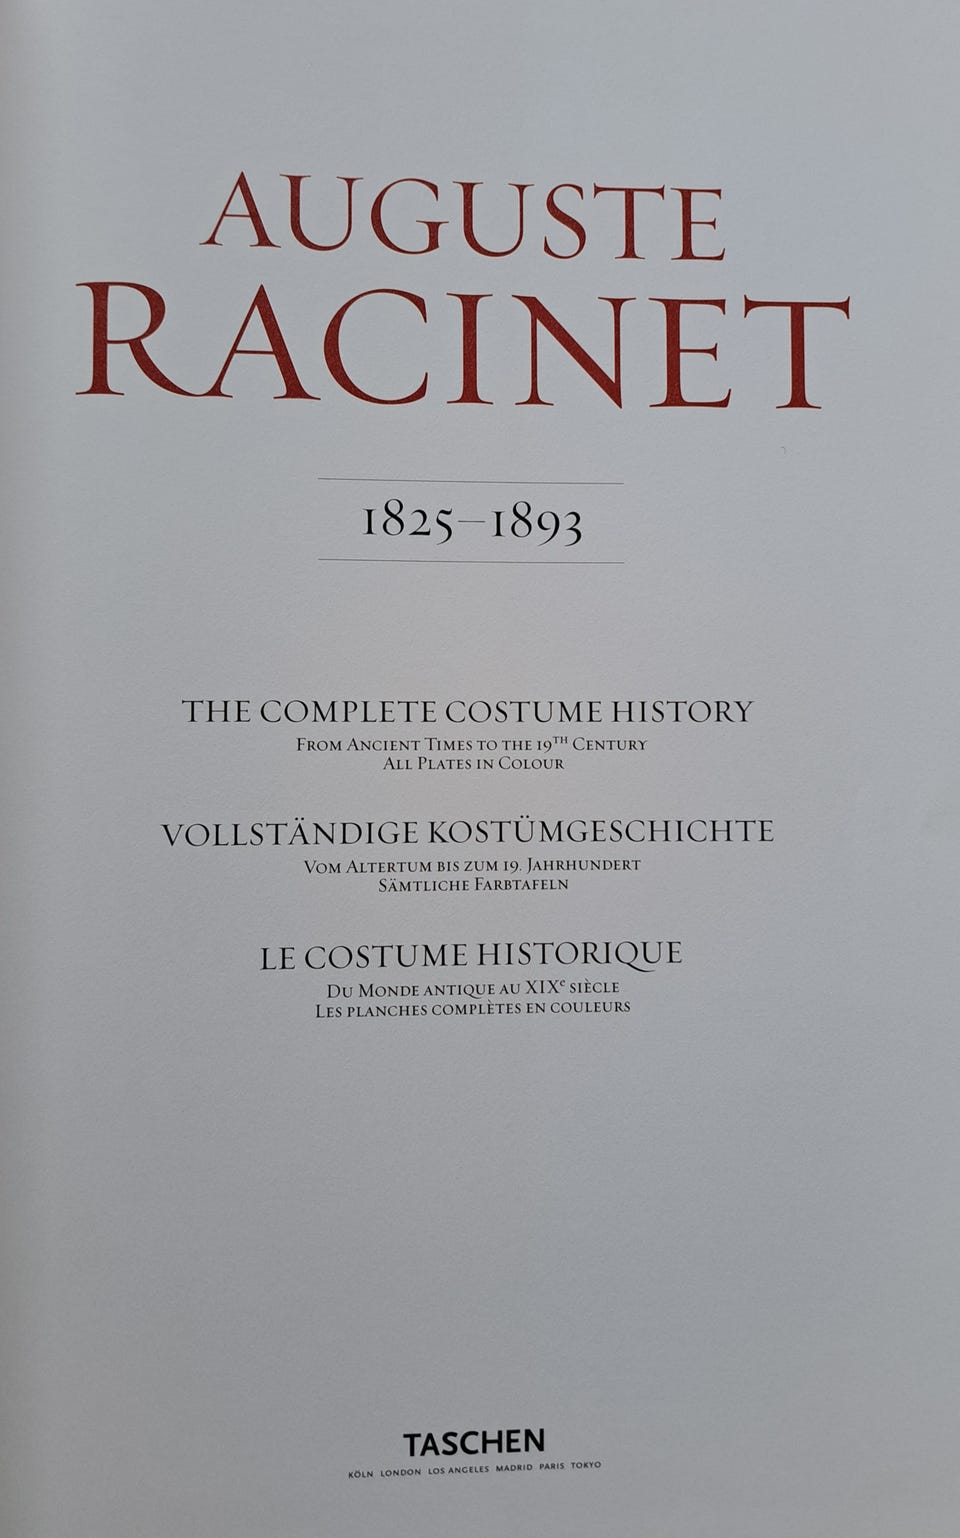 AUGUSTE
RACINET
1825–1893
THE COMPLETE COSTUME HISTORY
From Ancient Times to the 19TH Century
All Plates in Colour
VOLLSTÄNDIGE KOSTÜMGESCHICHTE
Vom Altertum bis zum 19. Jahrhundert
Sämtliche Farbtafeln
LE COSTUME HISTORIQUE
Du Monde antique au XIXe siècle
Les planches complètes en couleurs
TASCHEN
KÖLN LONDON LOS ANGELES MADRID PARIS TOKYO